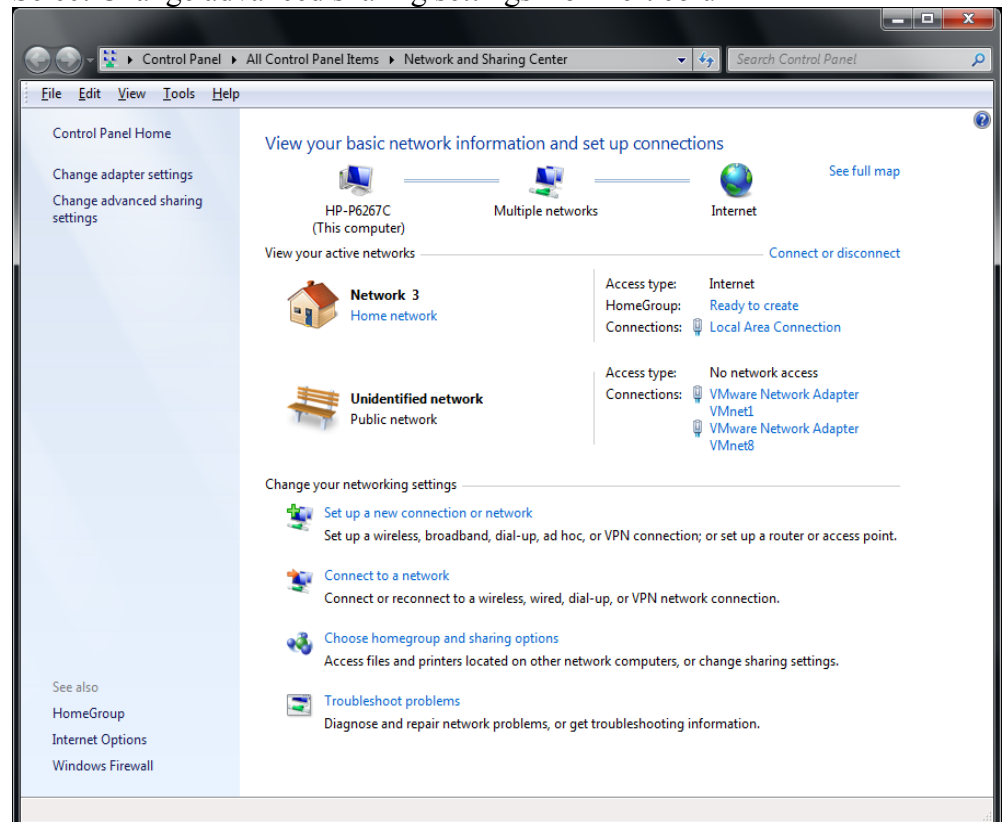 Control Panel ▸ All Control Panel Items ▸ Network and Sharing Center
Search Control Panel
File Edit View Tools Help
Control Panel Home
Change adapter settings
Change advanced sharing
settings
See also
HomeGroup
Internet Options
Windows Firewall
View your basic network information and set up connections
See full map
HP-P6267C
(This computer)
Multiple networks
Internet
View your active networks
Connect or disconnect
Network 3
Home network
Access type: Internet
HomeGroup: Ready to create
Connections: Local Area Connection
Unidentified network
Public network
Access type: No network access
Connections: VMware Network Adapter
VMnet1
VMware Network Adapter
VMnet8
Change your networking settings
Set up a new connection or network
Set up a wireless, broadband, dial-up, ad hoc, or VPN connection; or set up a router or access point.
Connect to a network
Connect or reconnect to a wireless, wired, dial-up, or VPN network connection.
Choose homegroup and sharing options
Access files and printers located on other network computers, or change sharing settings.
Troubleshoot problems
Diagnose and repair network problems, or get troubleshooting information.